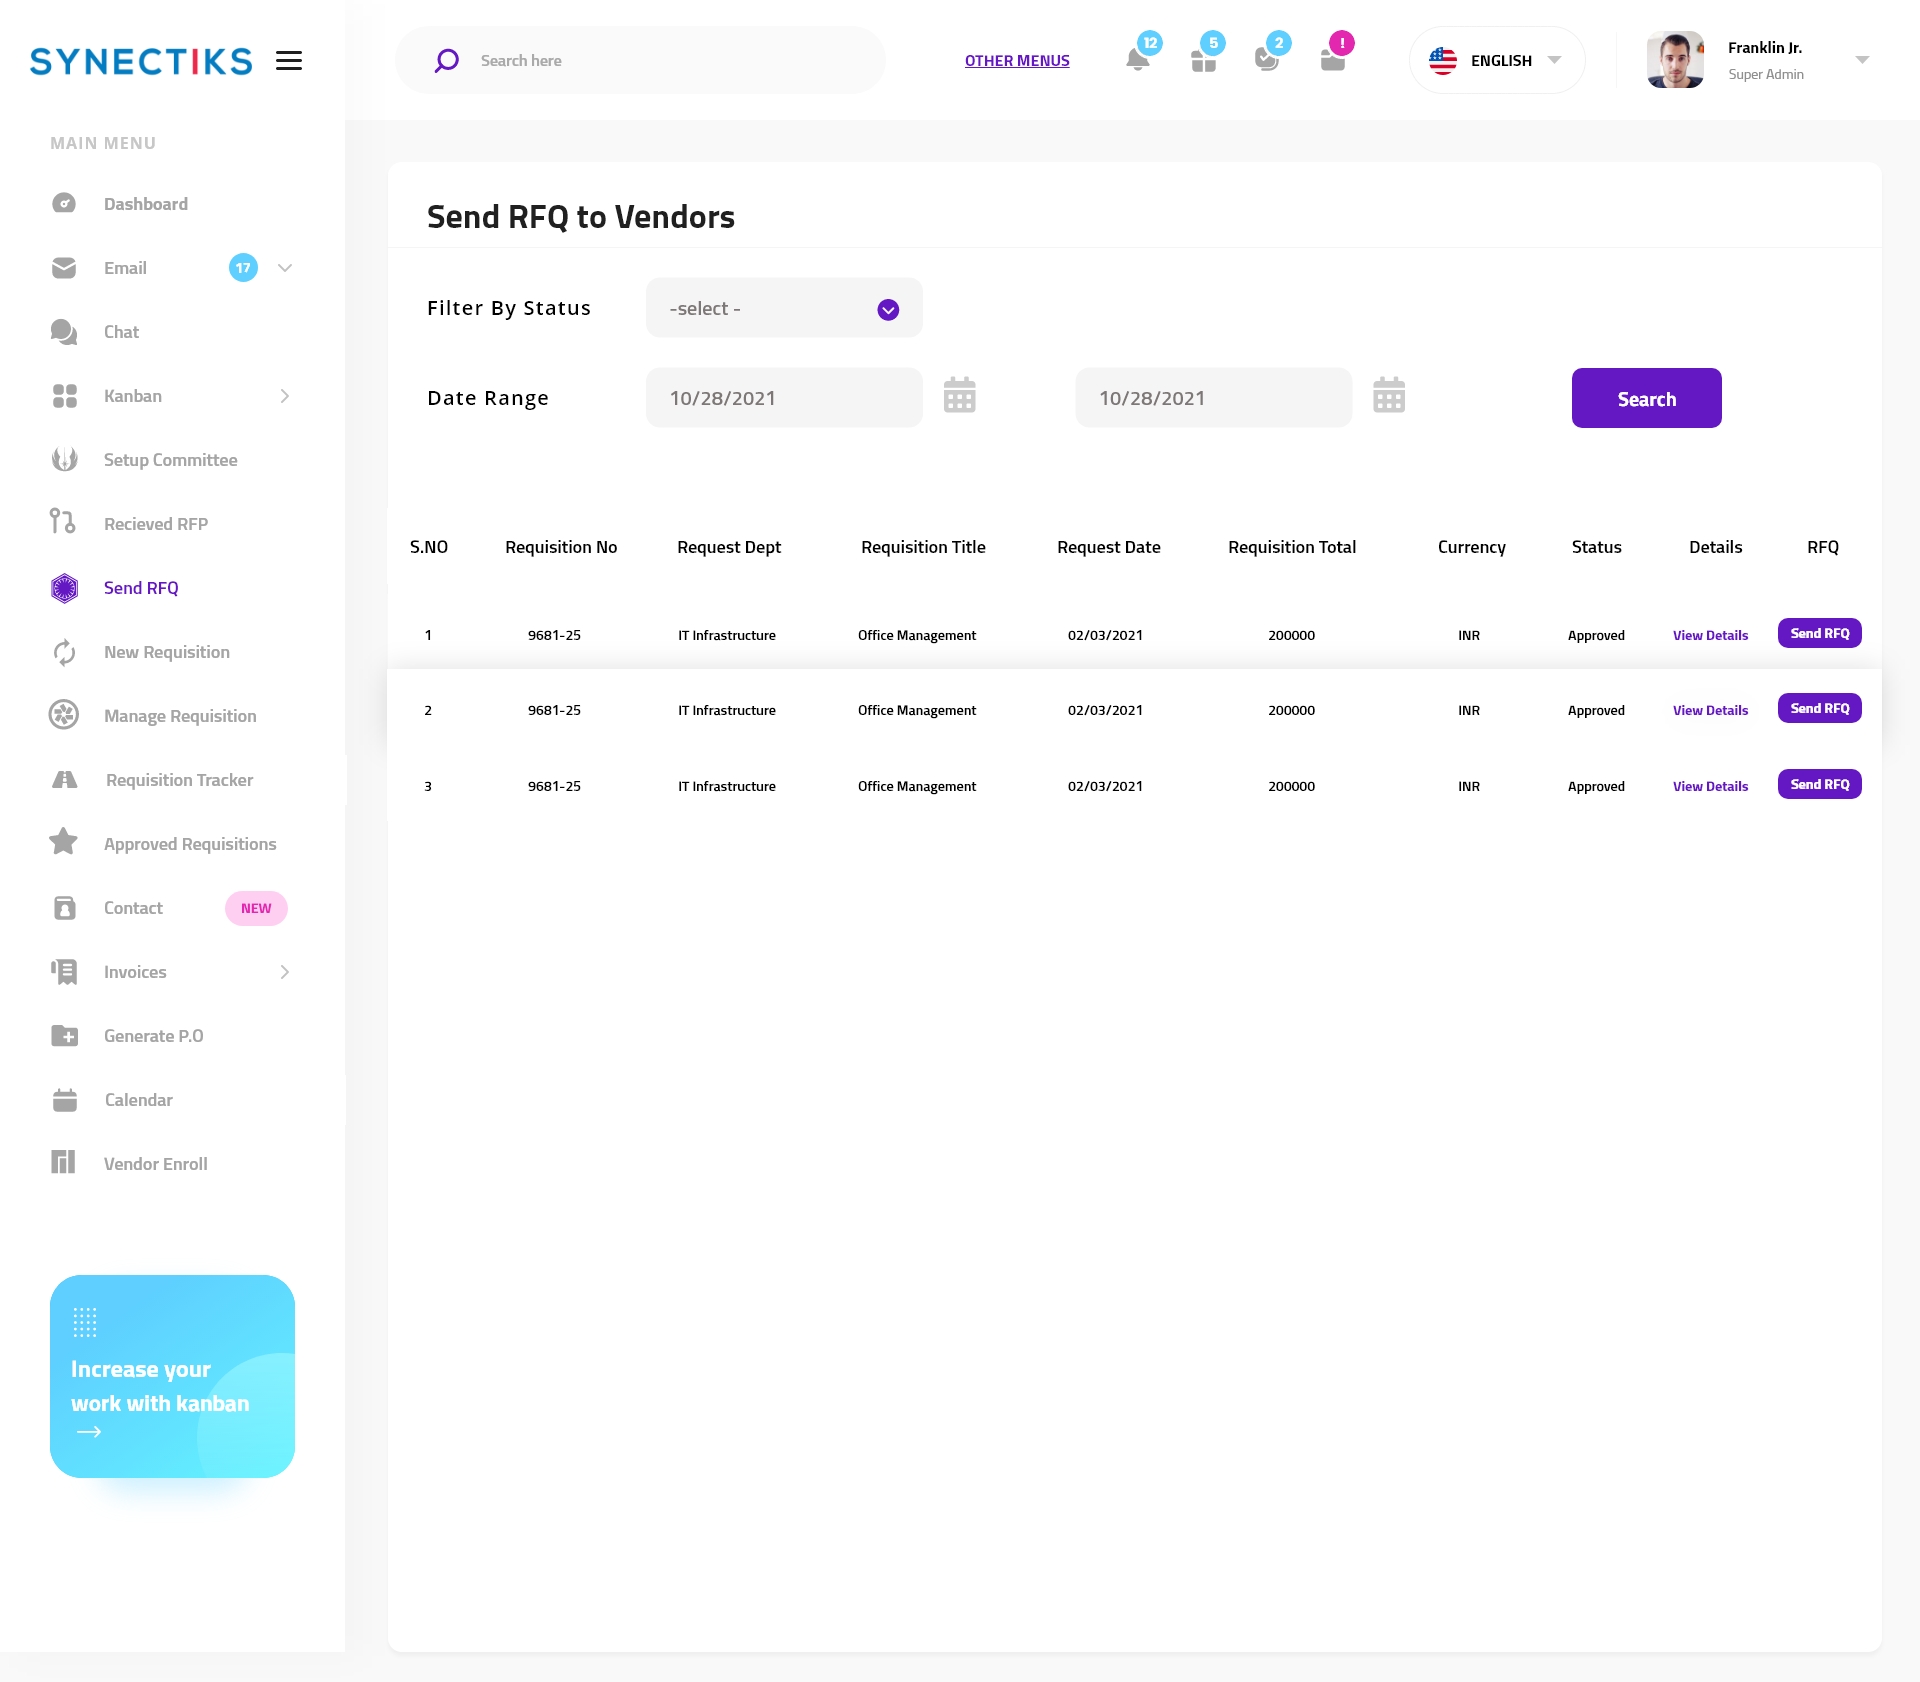 SYNECTIKS
Search here
OTHER MENUS
12
5
2
!
ENGLISH
Franklin Jr.
Super Admin
MAIN MENU
Dashboard
Email 17
Chat
Kanban
Setup Committee
Recieved RFP
Send RFQ
New Requisition
Manage Requisition
Requisition Tracker
Approved Requisitions
Contact NEW
Invoices
Generate P.O
Calendar
Vendor Enroll
Increase your
work with kanban
Send RFQ to Vendors
Filter By Status -select -
Date Range 10/28/2021 10/28/2021 Search
S.NO Requisition No Request Dept Requisition Title Request Date Requisition Total Currency Status Details RFQ
1 9681-25 IT Infrastructure Office Management 02/03/2021 200000 INR Approved View Details Send RFQ
2 9681-25 IT Infrastructure Office Management 02/03/2021 200000 INR Approved View Details Send RFQ
3 9681-25 IT Infrastructure Office Management 02/03/2021 200000 INR Approved View Details Send RFQ